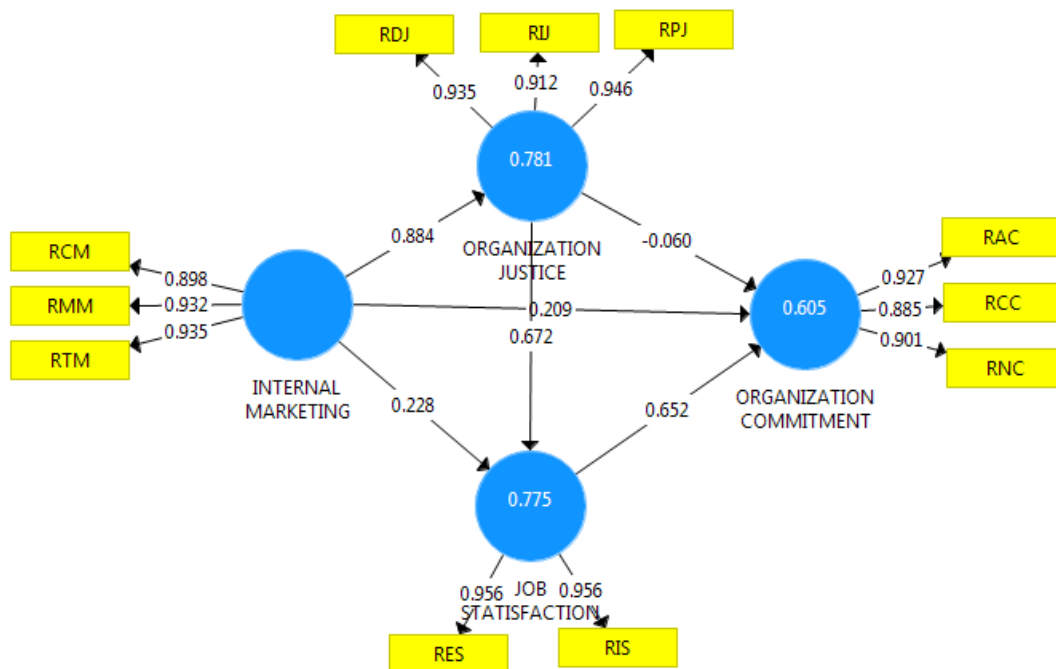 RDJ
RIJ
RPJ
0.935
0.912
0.946
0.781
ORGANIZATION
JUSTICE
0.884
-0.060
RCM
RMM
RTM
0.898
0.932
0.935
INTERNAL
MARKETING
0.209
0.672
0.228
0.652
0.605
ORGANIZATION
COMMITMENT
0.927
0.885
0.901
RAC
RCC
RNC
0.775
JOB
STATISFACTION
0.956
0.956
RES
RIS